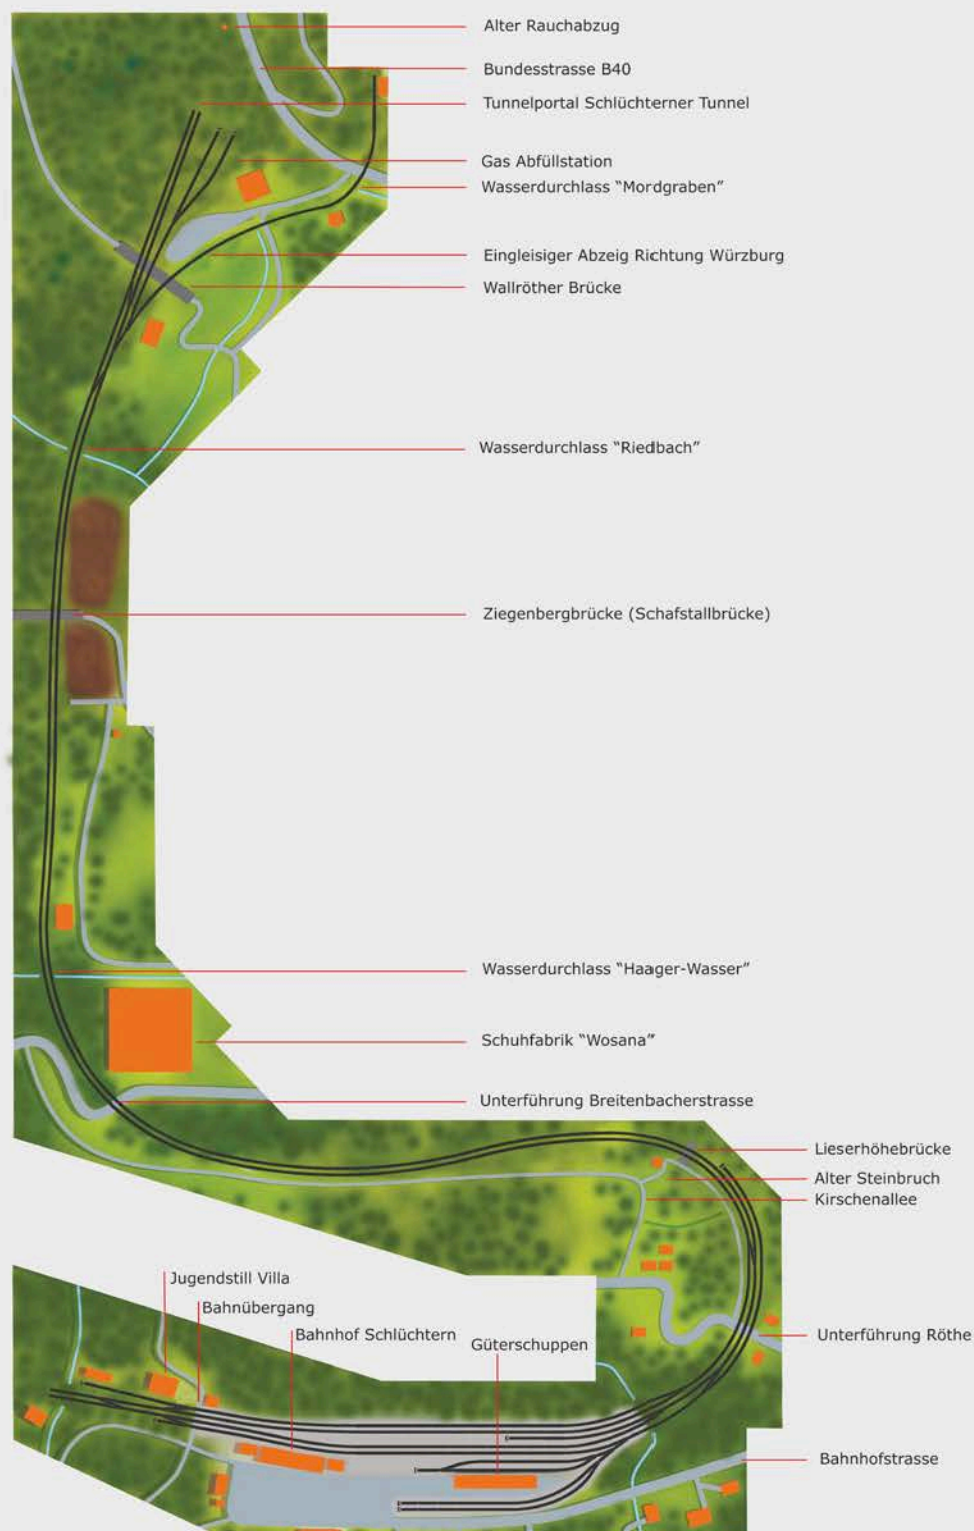 Alter Rauchabzug
Bundesstrasse B40
Tunnelportal Schlüchterner Tunnel
Gas Abfüllstation
Wasserdurchlass “Mordgraben”
Eingleisiger Abzeig Richtung Würzburg
Wallröther Brücke
Wasserdurchlass “Riedbach”
Ziegenbergbrücke (Schafstallbrücke)
Wasserdurchlass “Haager-Wasser”
Schuhfabrik “Wosana”
Unterführung Breitenbacherstrasse
Lieserhöhebrücke
Alter Steinbruch
Kirschenallee
Jugendstill Villa
Bahnübergang
Bahnhof Schlüchtern
Güterschuppen
Unterführung Röthe
Bahnhofstrasse